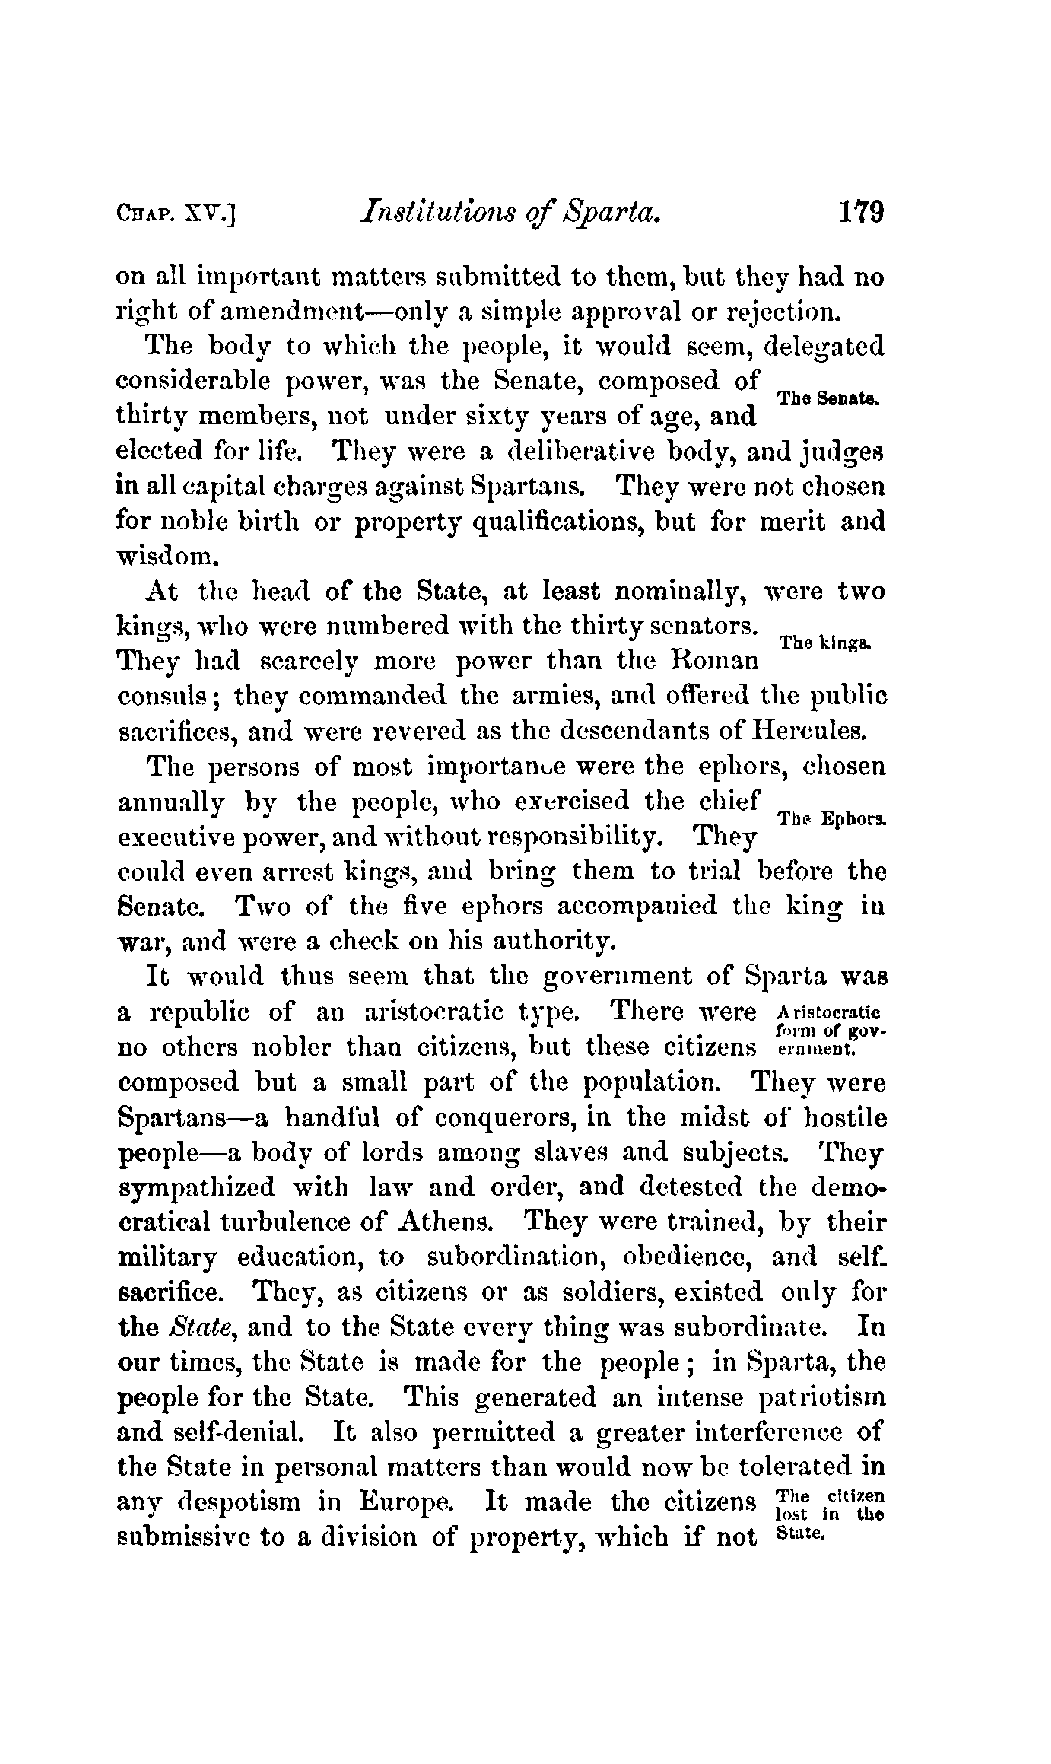 CHAP. XV.] Institutions of Sparta. 179
on all important matters submitted to them, but they had no
right of amendment—only a simple approval or rejection.
The body to which the people, it would seem, delegated
considerable power, was the Senate, composed of
The Senate.
thirty members, not under sixty years of age, and
elected for life. They were a deliberative body, and judges
in all capital charges against Spartans. They were not chosen
for noble birth or property qualifications, but for merit and
wisdom.
At the head of the State, at least nominally, were two
kings, who were numbered with the thirty senators.
The kings.
They had scarcely more power than the Roman
consuls; they commanded the armies, and offered the public
sacrifices, and were revered as the descendants of Hercules.
The persons of most importance were the ephors, chosen
annually by the people, who exercised the chief
The Ephors.
executive power, and without responsibility. They
could even arrest kings, and bring them to trial before the
Senate. Two of the five ephors accompanied the king in
war, and were a check on his authority.
It would thus seem that the government of Sparta was
a republic of an aristocratic type. There were
Aristocratic
form of gov-
ernment.
no others nobler than citizens, but these citizens
composed but a small part of the population. They were
Spartans—a handful of conquerors, in the midst of hostile
people—a body of lords among slaves and subjects. They
sympathized with law and order, and detested the demo-
cratical turbulence of Athens. They were trained, by their
military education, to subordination, obedience, and self-
sacrifice. They, as citizens or as soldiers, existed only for
the State, and to the State every thing was subordinate. In
our times, the State is made for the people; in Sparta, the
people for the State. This generated an intense patriotism
and self-denial. It also permitted a greater interference of
the State in personal matters than would now be tolerated in
any despotism in Europe. It made the citizens
The citizen
lost in the
State.
submissive to a division of property, which if not